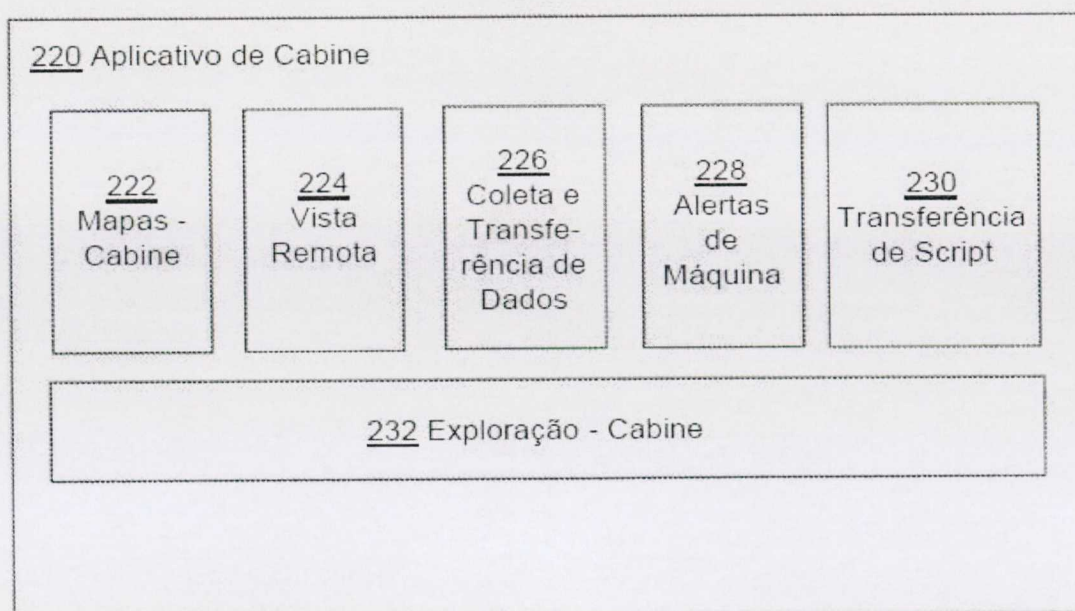 220 Aplicativo de Cabine
222
Mapas -
Cabine
224
Vista
Remota
226
Coleta e
Transfe-
rência de
Dados
228
Alertas
de
Máquina
230
Transferência
de Script
232 Exploração - Cabine